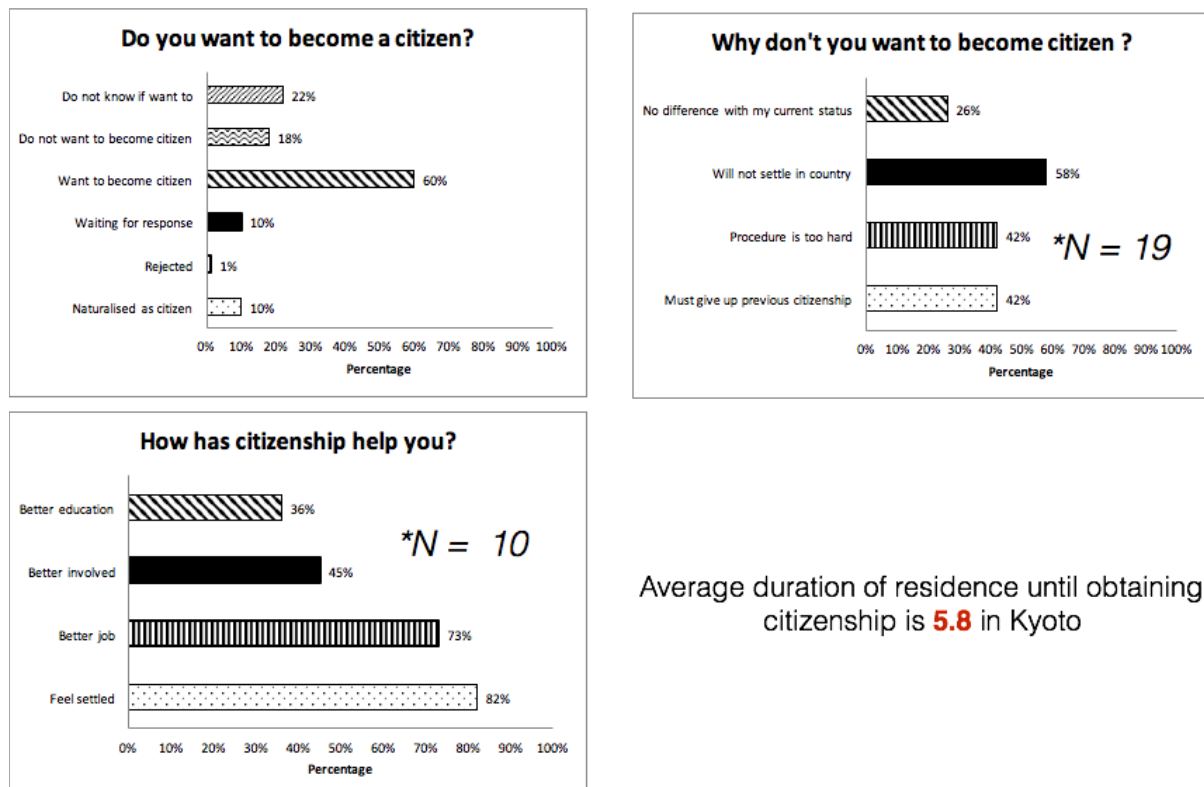 Do you want to become a citizen?
Do not know if want to
22%
Do not want to become citizen
18%
Want to become citizen
60%
Waiting for response
10%
Rejected
1%
Naturalised as citizen
10%
0% 10% 20% 30% 40% 50% 60% 70% 80% 90% 100%
Percentage
Why don't you want to become citizen ?
No difference with my current status
26%
Will not settle in country
58%
Procedure is too hard
42%
*N = 19
Must give up previous citizenship
42%
0% 10% 20% 30% 40% 50% 60% 70% 80% 90% 100%
Percentage
How has citizenship help you?
Better education
36%
*N = 10
Better involved
45%
Better job
73%
Feel settled
82%
0% 10% 20% 30% 40% 50% 60% 70% 80% 90% 100%
Percentage
Average duration of residence until obtaining
citizenship is 5.8 in Kyoto